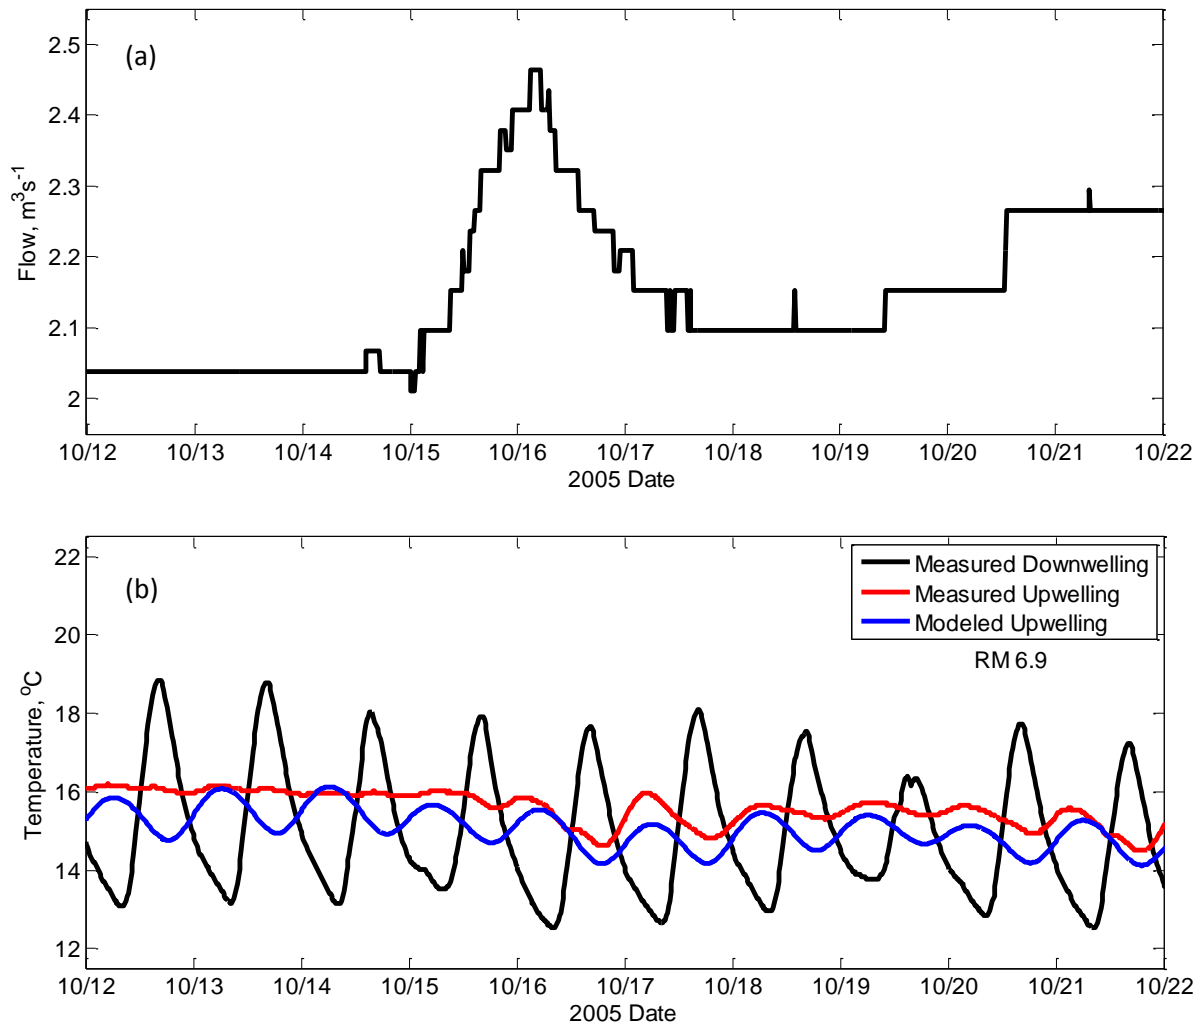 (a)
2.5
2.4
2.3
2.2
2.1
2
Flow, m³s⁻¹
10/12 10/13 10/14 10/15 10/16 10/17 10/18 10/19 10/20 10/21 10/22
2005 Date
(b)
22
20
18
16
14
12
Temperature, ºC
Measured Downwelling
Measured Upwelling
Modeled Upwelling
RM 6.9
10/12 10/13 10/14 10/15 10/16 10/17 10/18 10/19 10/20 10/21 10/22
2005 Date